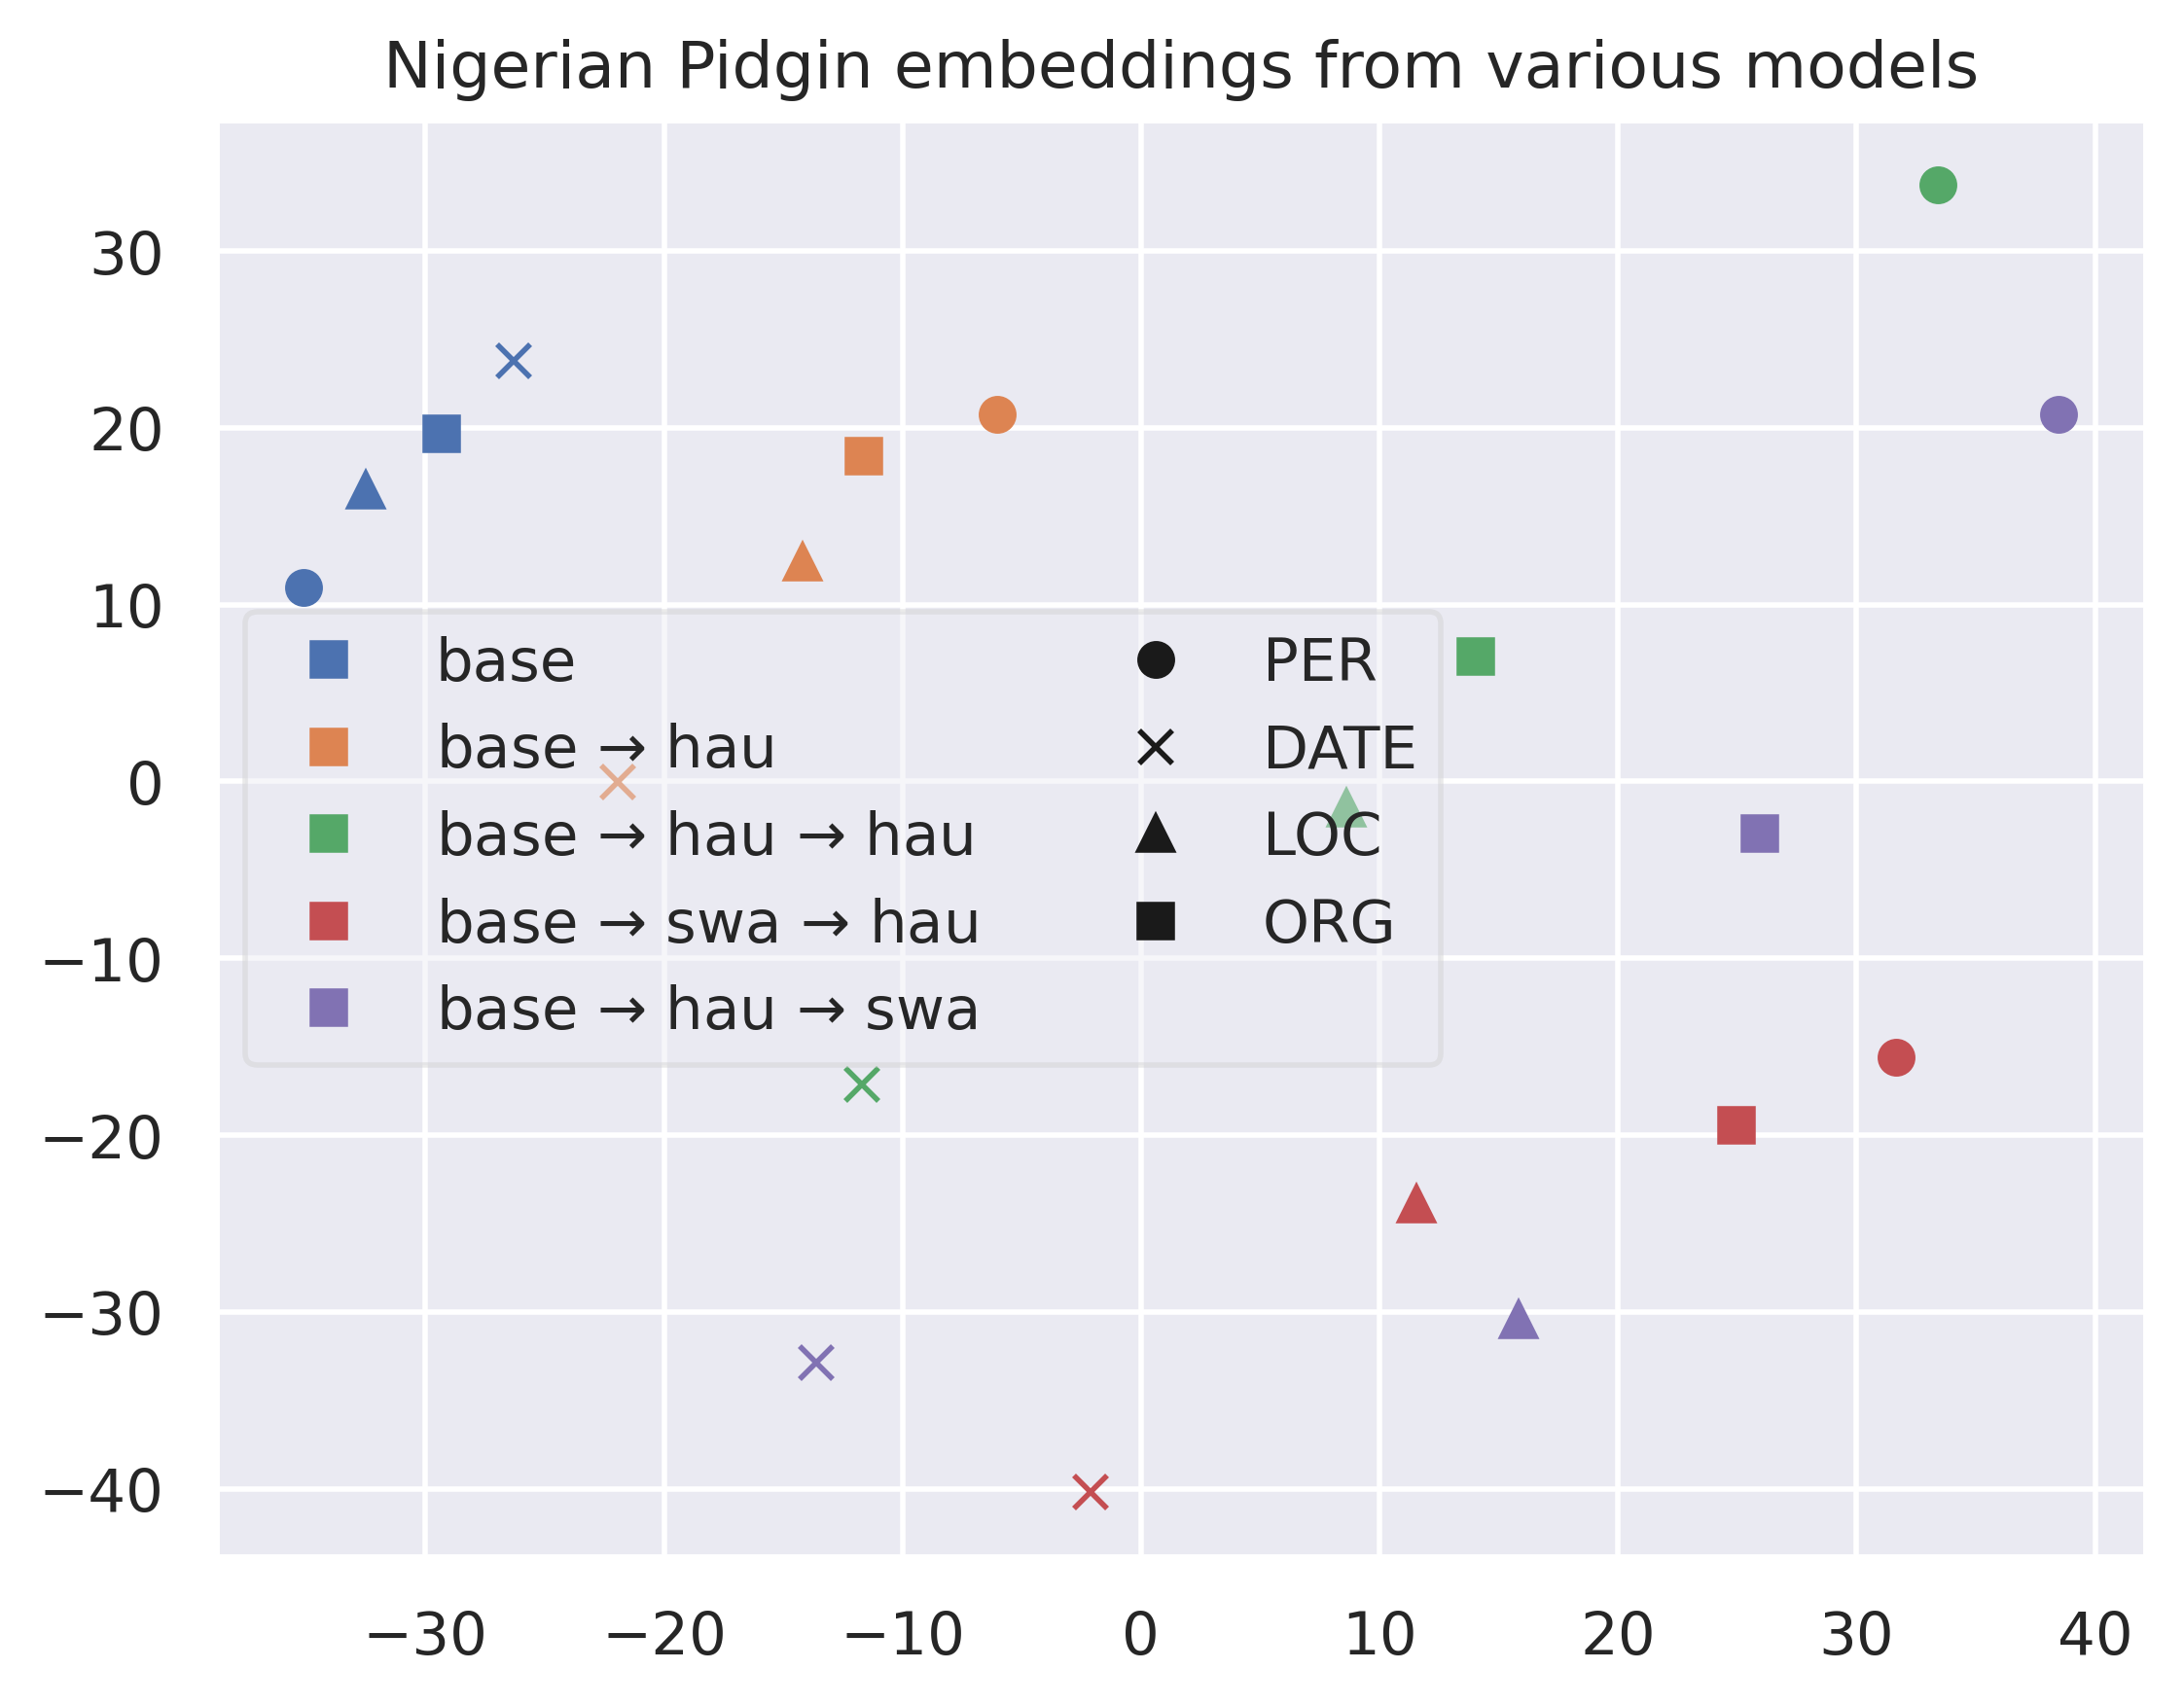 Nigerian Pidgin embeddings from various models
30
20
10
0
−10
−20
−30
−40
base
base → hau
base → hau → hau
base → swa → hau
base → hau → swa
PER
DATE
LOC
ORG
−30 −20 −10 0 10 20 30 40